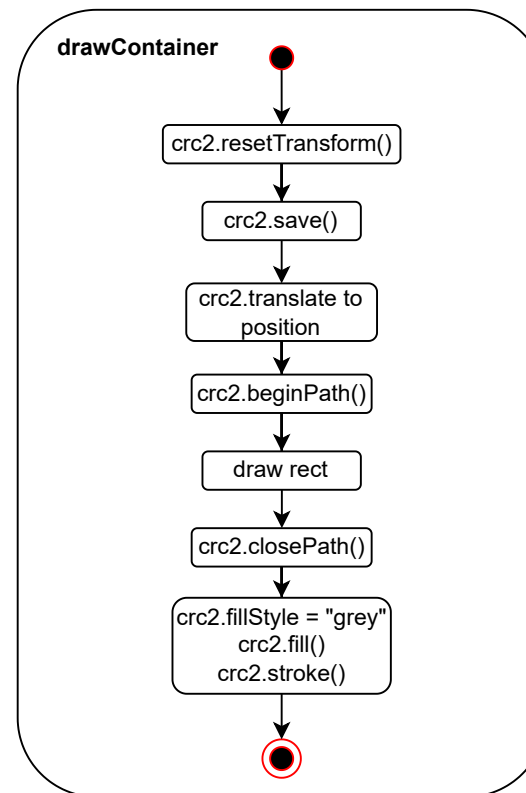 drawContainer
crc2.resetTransform()
crc2.save()
crc2.translate to
position
crc2.beginPath()
draw rect
crc2.closePath()
crc2.fillStyle = "grey"
crc2.fill()
crc2.stroke()